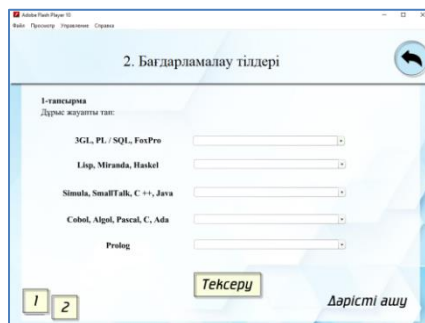 Adobe Flash Player 10
Файл Просмотр Управление Справка
2. Бағдарламалау тілдері
1-тапсырма
Дұрыс жауапты тап:
3GL, PL / SQL, FoxPro
Lisp, Miranda, Haskel
Simula, SmallTalk, C ++, Java
Cobol, Algol, Pascal, C, Ada
Prolog
Тексеру
1
2
Дәрісті ашу